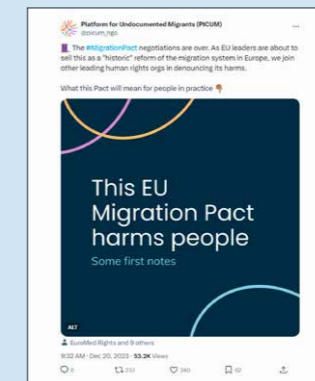 Platform for Undocumented Migrants (PICUM)
@picum_ngo
The #MigrationPact negotiations are over. As EU leaders are about to
sell this as a "historic" reform of the migration system in Europe, we join
other leading human rights orgs in denouncing its harms.
What this Pact will mean for people in practice
This EU
Migration Pact
harms people
Some first notes
ALT
EuroMed Rights and 9 others
9:32 AM · Dec 20, 2023 · 53.2K Views
340